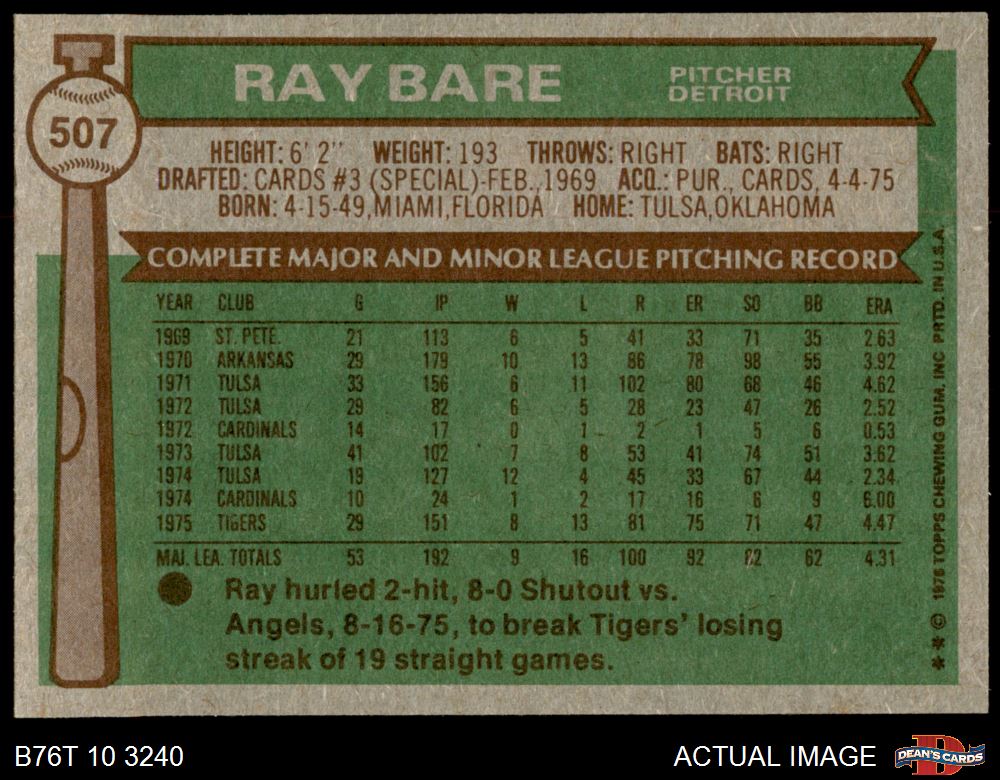 RAY BARE
PITCHER
DETROIT
507
HEIGHT: 6' 2" WEIGHT: 193 THROWS: RIGHT BATS: RIGHT
DRAFTED: CARDS #3 (SPECIAL)-FEB., 1969 ACQ.: PUR., CARDS, 4-4-75
BORN: 4-15-49, MIAMI, FLORIDA HOME: TULSA, OKLAHOMA
COMPLETE MAJOR AND MINOR LEAGUE PITCHING RECORD
YEAR CLUB G IP W L R ER SO BB ERA
1969 ST. PETE. 21 113 6 5 41 33 71 35 2.63
1970 ARKANSAS 29 179 10 13 86 78 98 55 3.92
1971 TULSA 33 156 6 11 102 80 68 46 4.62
1972 TULSA 29 82 6 5 28 23 47 26 2.52
1972 CARDINALS 14 17 0 1 2 1 5 6 0.53
1973 TULSA 41 102 7 8 53 41 74 51 3.62
1974 TULSA 19 127 12 4 45 33 67 44 2.34
1974 CARDINALS 10 24 1 2 17 16 6 9 6.00
1975 TIGERS 29 151 8 13 81 75 71 47 4.47
MAJ. LEA. TOTALS 53 192 9 16 100 92 82 62 4.31
Ray hurled 2-hit, 8-0 Shutout vs.
Angels, 8-16-75, to break Tigers' losing
streak of 19 straight games.
* * © 1976 TOPPS CHEWING GUM, INC PRTD. IN U.S.A.
B76T 10 3240
ACTUAL IMAGE
DEAN'S CARDS